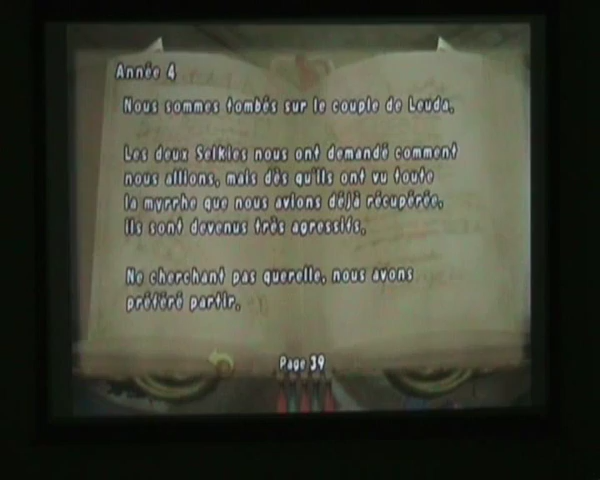 Année 4
Nous sommes tombés sur le couple de Leuda.
Les deux Selkies nous ont demandé comment
nous allions, mais dès qu'ils ont vu toute
la myrrhe que nous avions déjà récupérée,
ils sont devenus très agressifs.
Ne cherchant pas querelle, nous avons
préféré partir.
Page 39